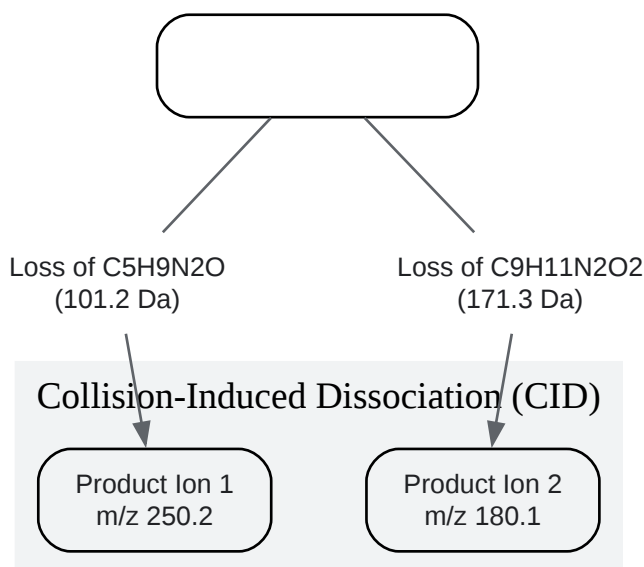 Loss of C5H9N2O
(101.2 Da)
Loss of C9H11N2O2
(171.3 Da)
Collision-Induced Dissociation (CID)
Product Ion 1
m/z 250.2
Product Ion 2
m/z 180.1